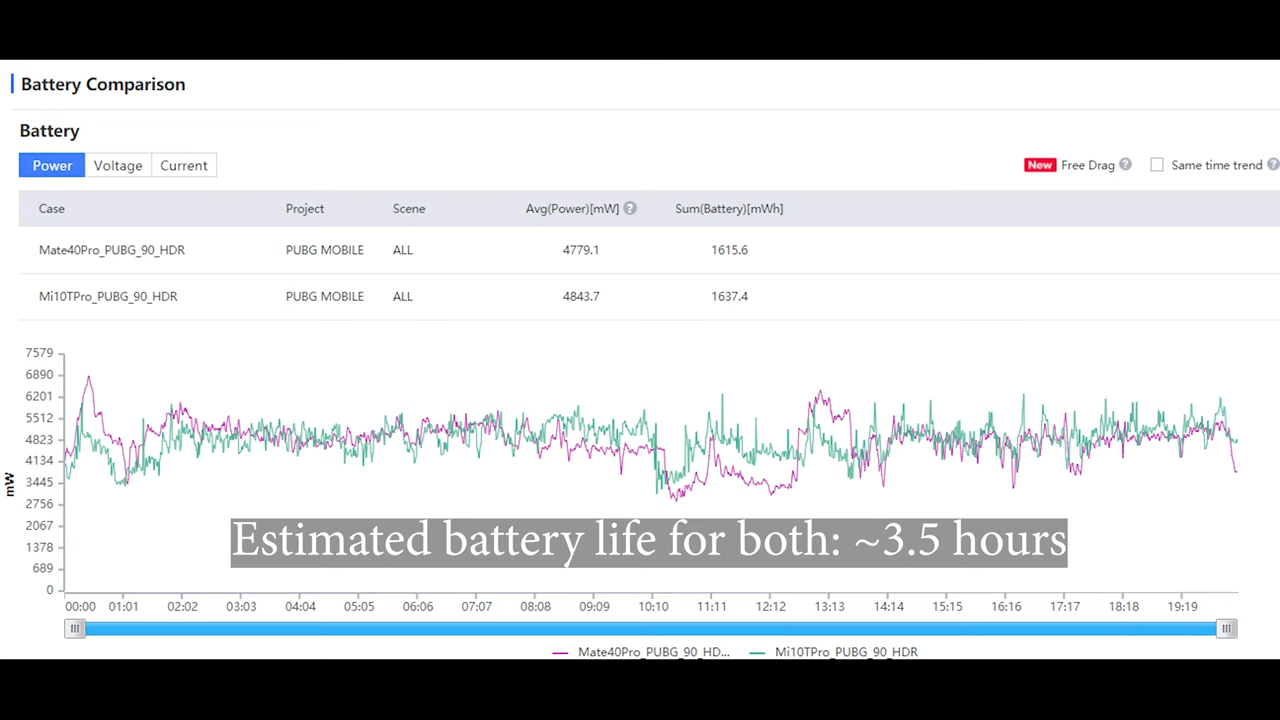 Battery Comparison
Battery
Power Voltage Current
New Free Drag ? Same time trend ?
Case Project Scene Avg(Power)[mW] ? Sum(Battery)[mWh]
Mate40Pro_PUBG_90_HDR PUBG MOBILE ALL 4779.1 1615.6
Mi10TPro_PUBG_90_HDR PUBG MOBILE ALL 4843.7 1637.4
7579
6890
6201
5512
4823
4134
3445
2756
2067
1378
689
0
mW
Estimated battery life for both: ~3.5 hours
00:00 01:01 02:02 03:03 04:04 05:05 06:06 07:07 08:08 09:09 10:10 11:11 12:12 13:13 14:14 15:15 16:16 17:17 18:18 19:19
Mate40Pro_PUBG_90_HD... Mi10TPro_PUBG_90_HDR